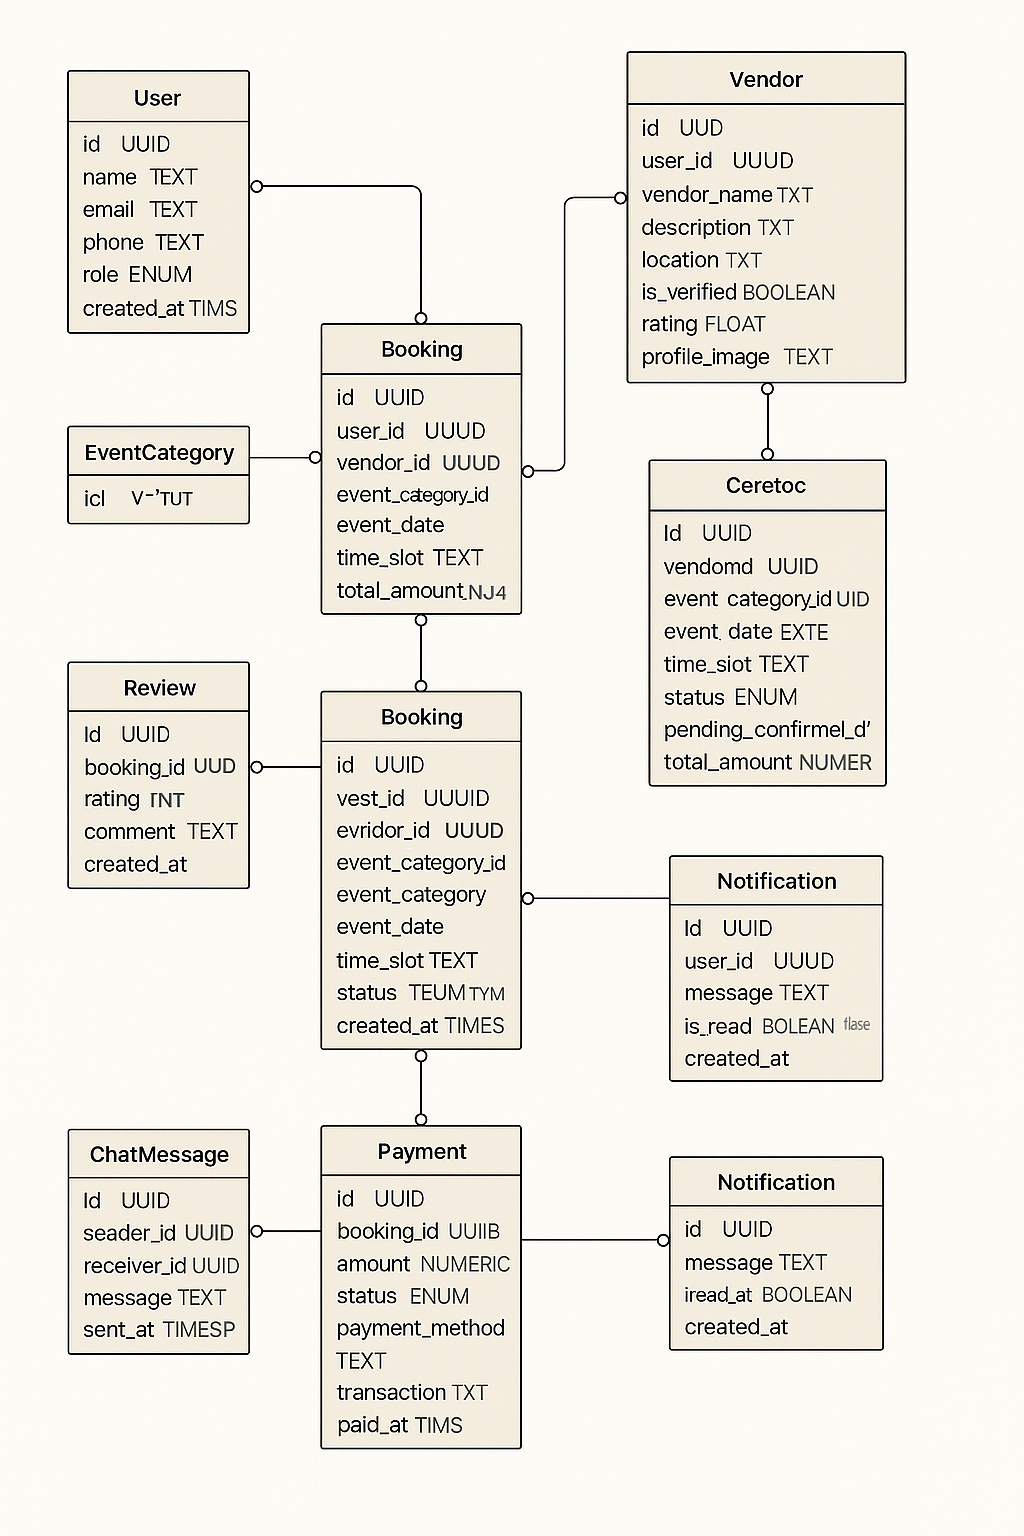 User
id UUID
name TEXT
email TEXT
phone TEXT
role ENUM
created_at TIMS
Vendor
id UUD
user_id UUUD
vendor_name TXT
description TXT
location TXT
is_verified BOOLEAN
rating FLOAT
profile_image TEXT
Booking
id UUID
user_id UUUD
vendor_id UUUD
event_category_id
event_date
time_slot TEXT
total_amount_NJ4
EventCategory
icl V-'TUT
Ceretoc
Id UUID
vendomd UUID
event category_id UID
event. date EXTE
time_siot TEXT
status ENUM
pending_confirmel_d'
total_amount NUMER
Review
Id UUID
booking_id UUD
rating INT
comment TEXT
created_at
Booking
id UUID
vest_id UUUID
evridor_id UUUD
event_category_id
event_category
event_date
time_slot TEXT
status TEUM TYM
created_at TIMES
Notification
Id UUID
user_id UUUD
message TEXT
is_read BOLEAN flase
created_at
ChatMessage
Id UUID
seader_id UUID
receiver_id UUID
message TEXT
sent_at TIMESP
Payment
id UUID
booking_id UUIIB
amount NUMERIC
status ENUM
payment_method
TEXT
transaction TXT
paid_at TIMS
Notification
id UUID
message TEXT
iread_at BOOLEAN
created_at